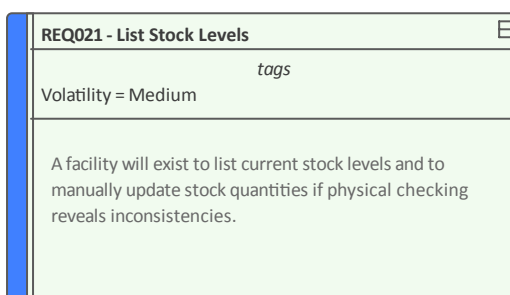 REQ021 - List Stock Levels
tags
Volatility = Medium
A facility will exist to list current stock levels and to
manually update stock quantities if physical checking
reveals inconsistencies.